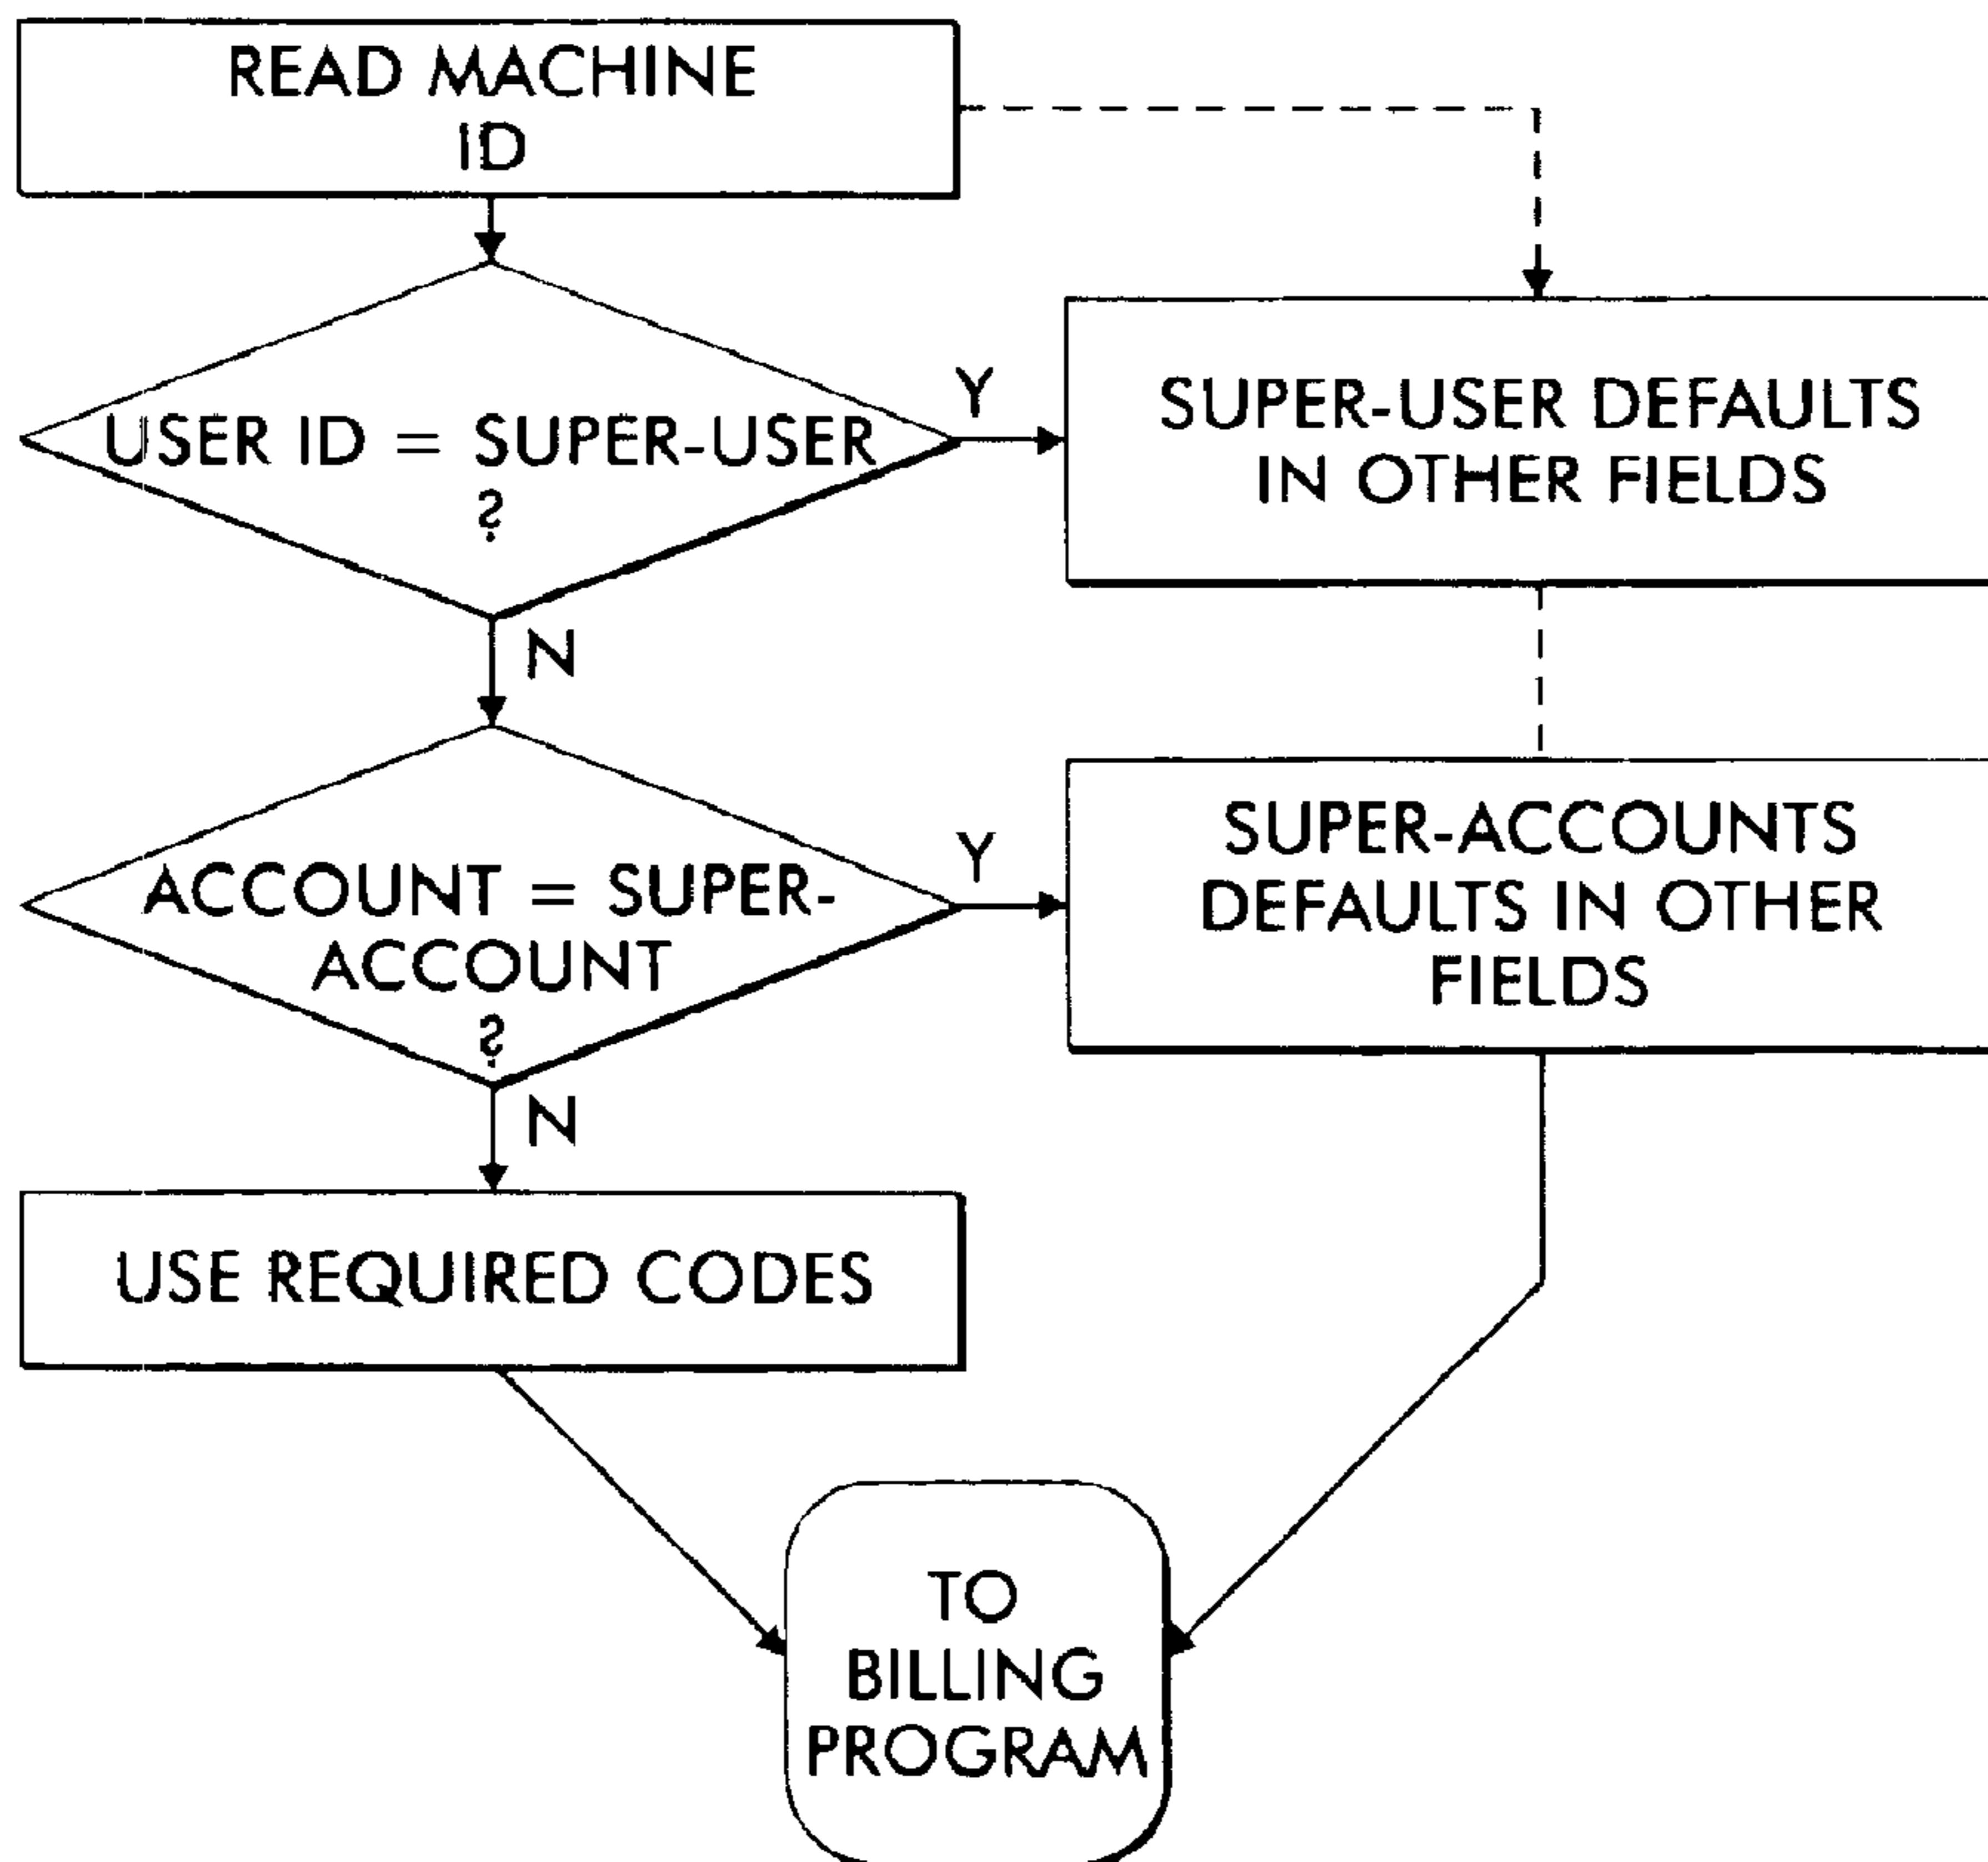 READ MACHINE
ID
USER ID = SUPER-USER
?
Y
SUPER-USER DEFAULTS
IN OTHER FIELDS
N
ACCOUNT = SUPER-
ACCOUNT
?
Y
SUPER-ACCOUNTS
DEFAULTS IN OTHER
FIELDS
N
USE REQUIRED CODES
TO
BILLING
PROGRAM